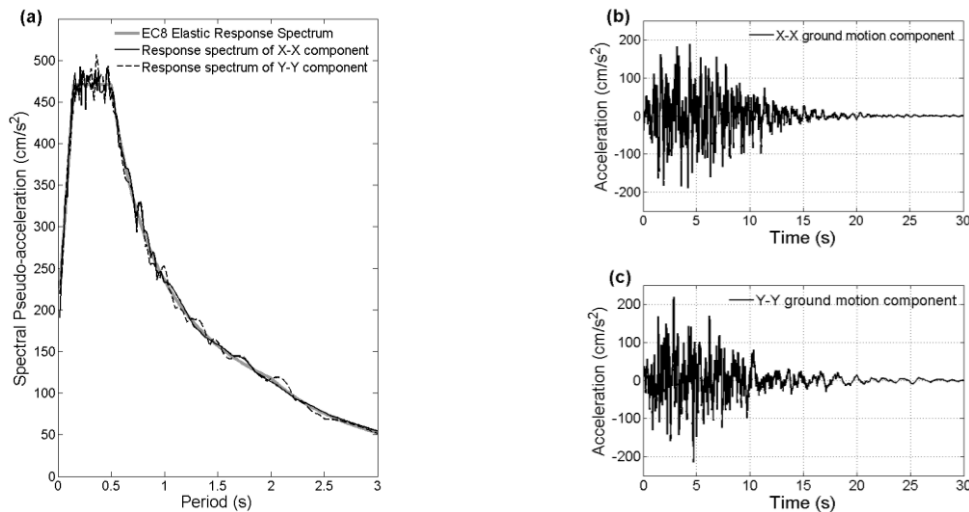 (a)
EC8 Elastic Response Spectrum
Response spectrum of X-X component
Response spectrum of Y-Y component
500
450
400
350
300
250
200
150
100
50
0
Spectral Pseudo-acceleration (cm/s²)
0 0.5 1 1.5 2 2.5 3
Period (s)
(b)
X-X ground motion component
200
100
0
-100
-200
Acceleration (cm/s²)
0 5 10 15 20 25 30
Time (s)
(c)
Y-Y ground motion component
200
100
0
-100
-200
Acceleration (cm/s²)
0 5 10 15 20 25 30
Time (s)